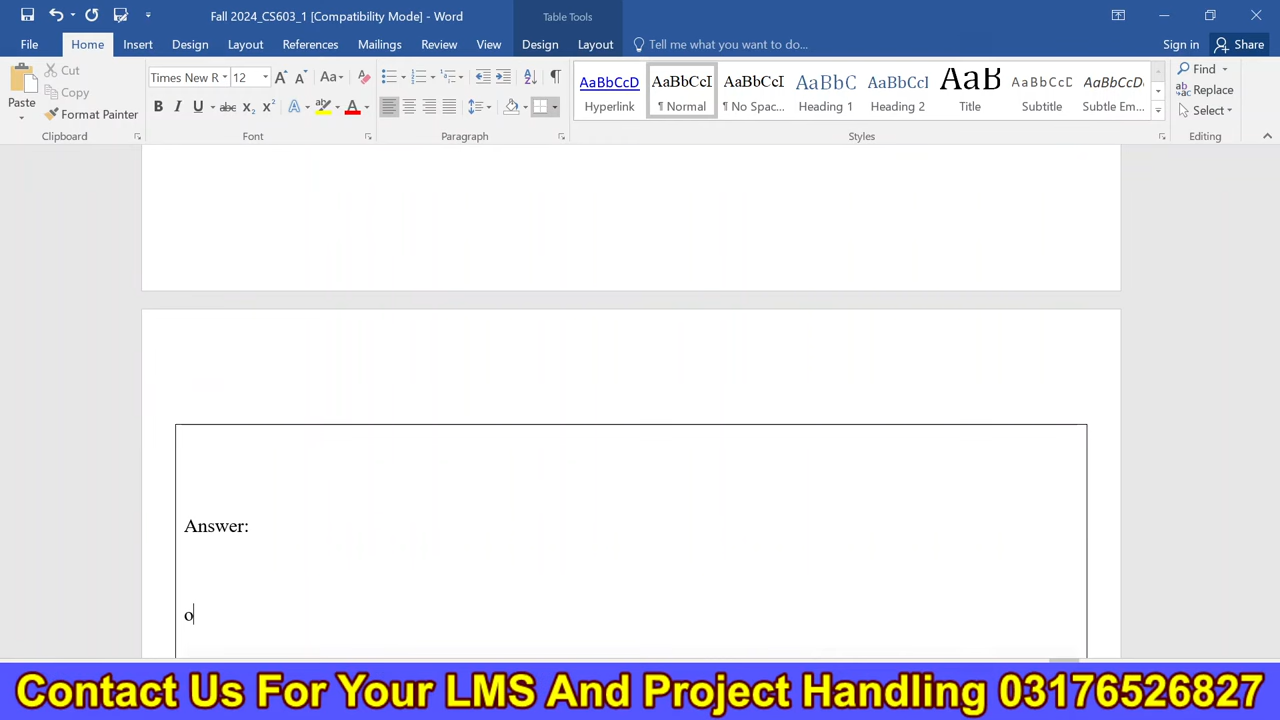 Fall 2024_CS603_1 [Compatibility Mode] - Word
Table Tools
File Home Insert Design Layout References Mailings Review View Design Layout Tell me what you want to do... Sign in Share
Paste
Cut
Copy
Format Painter
Clipboard
Times New R 12
Font
Paragraph
AaBbCcD AaBbCcI AaBbCcI AaBbC AaBbCcI AaB AaBbCcD AaBbCcD
Hyperlink ¶ Normal ¶ No Spac... Heading 1 Heading 2 Title Subtitle Subtle Em...
Styles
Find
Replace
Select
Editing
Answer:
o
Contact Us For Your LMS And Project Handling 03176526827